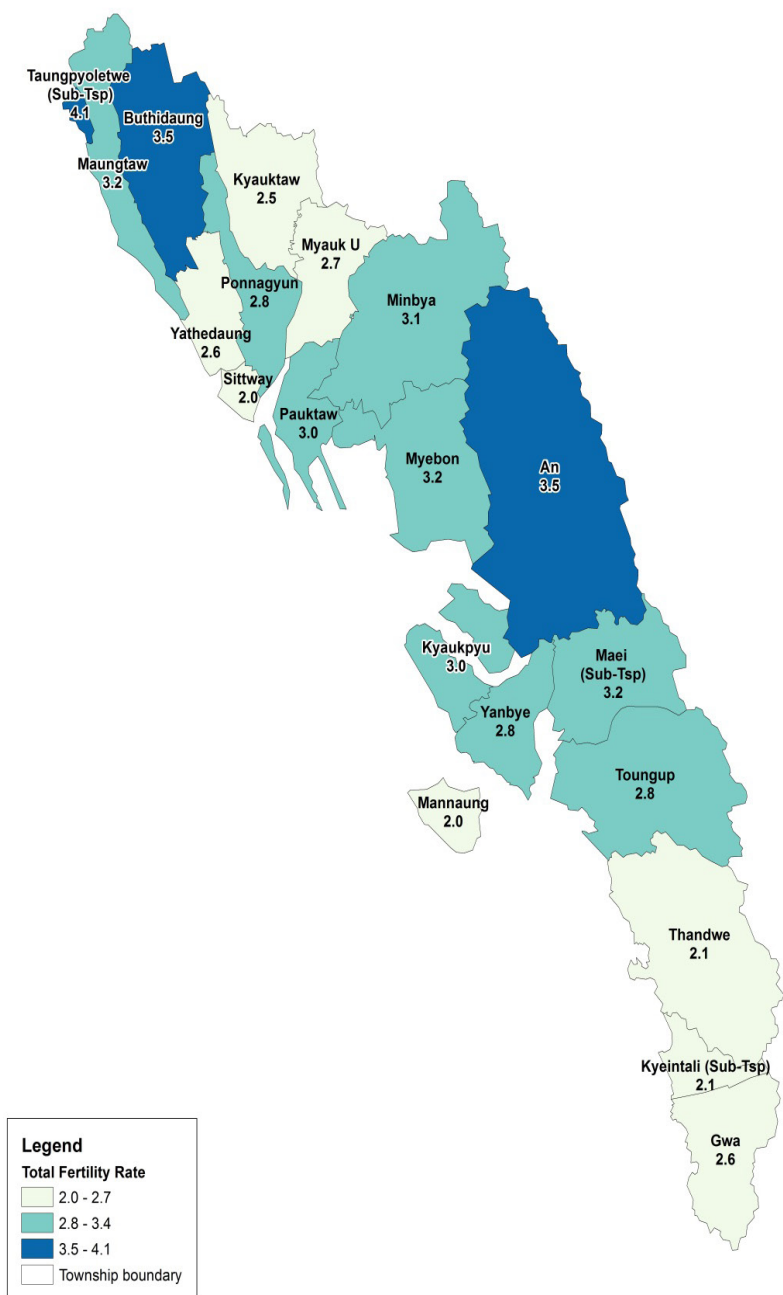 Taungpyoletwe
(Sub-Tsp)
4.1
Buthidaung
3.5
Maungtaw
3.2
Kyauktaw
2.5
Myauk U
2.7
Ponnagyun
2.8
Minbya
3.1
Yathedaung
2.6
Sittway
2.0
Pauktaw
3.0
Myebon
3.2
An
3.5
Kyaukpyu
3.0
Maei
(Sub-Tsp)
3.2
Yanbye
2.8
Toungup
2.8
Mannaung
2.0
Thandwe
2.1
Kyeintali (Sub-Tsp)
2.1
Gwa
2.6
Legend
Total Fertility Rate
2.0 - 2.7
2.8 - 3.4
3.5 - 4.1
Township boundary